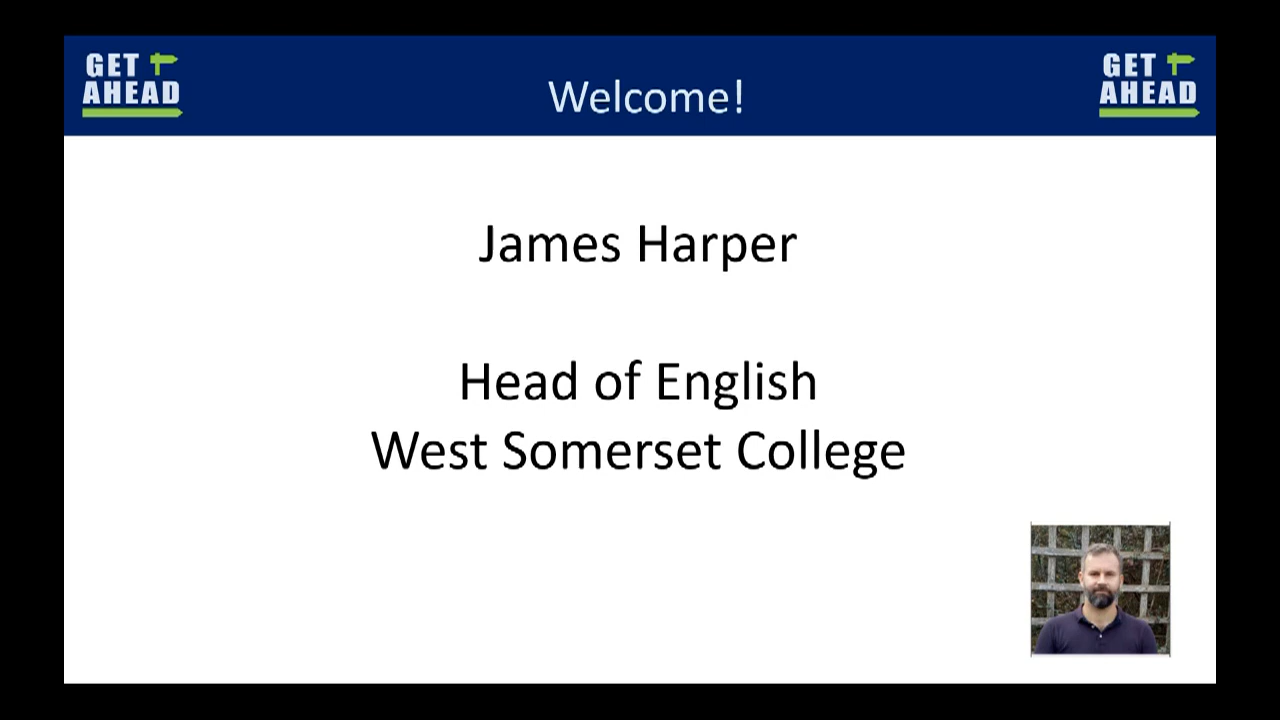 GET
AHEAD
Welcome!
GET
AHEAD
James Harper
Head of English
West Somerset College